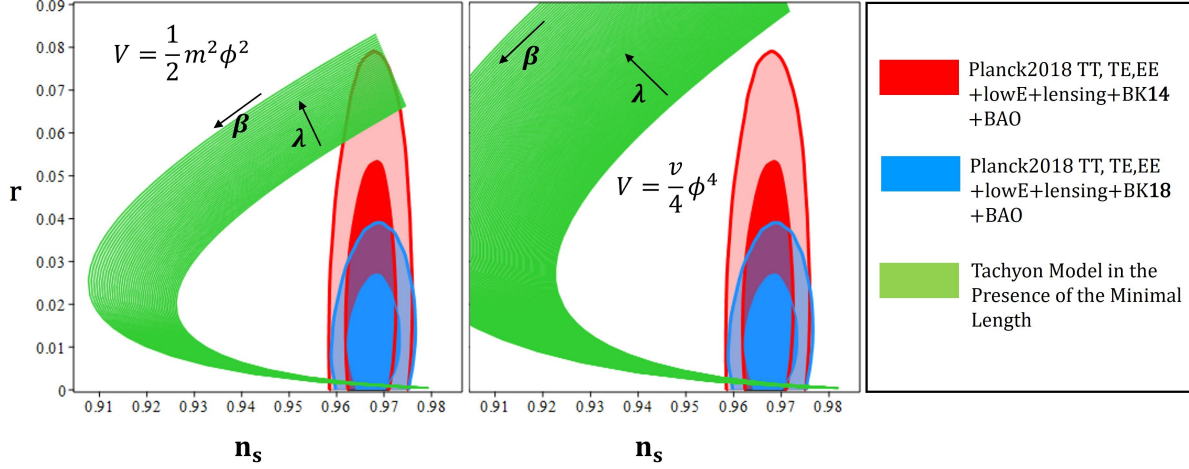 0.09
0.08
0.07
0.06
0.05
0.04
0.03
0.02
0.01
0
r
V = 1/2 m²ϕ²
β
λ
0.91 0.92 0.93 0.94 0.95 0.96 0.97 0.98
nₛ
β
λ
V = v/4 ϕ⁴
0.91 0.92 0.93 0.94 0.95 0.96 0.97 0.98
nₛ
Planck2018 TT, TE,EE
+lowE+lensing+BK14
+BAO
Planck2018 TT, TE,EE
+lowE+lensing+BK18
+BAO
Tachyon Model in the
Presence of the Minimal
Length